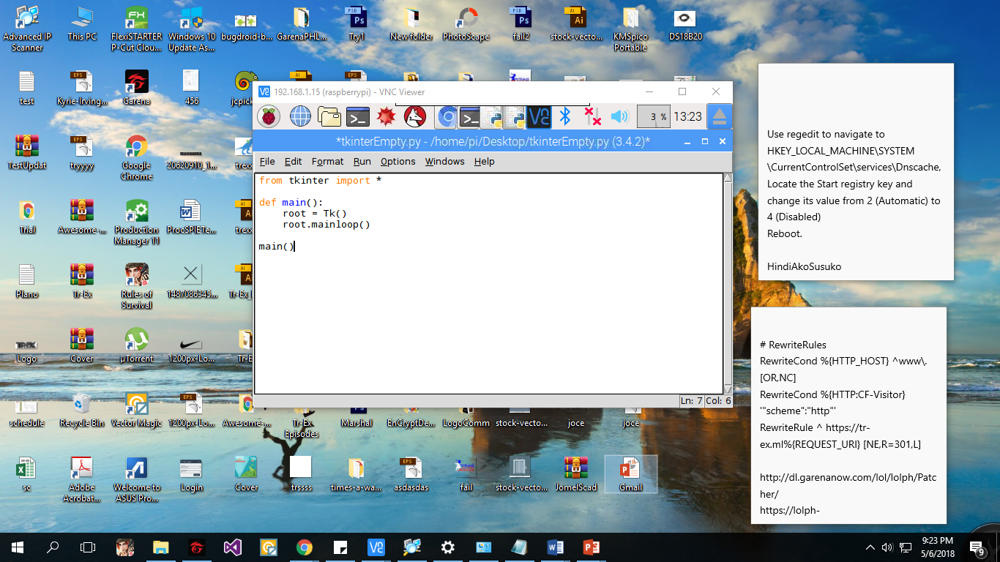 Advanced IP Scanner
This PC
FlexiSTARTER P-Cut Clou...
Windows 10 Update As...
bugdroid-b...
GarenaPHL...
Try1
New folder
PhotoScape
fail2
stock-vecto...
KMSpico Portable
DS18B20
test
Kyrie-Irving...
Garena
456
jcpick
TestUpdat
tryyyy
Google Chrome
20620910_1...
trex
Trial
Awesome-...
Production Manager 11
ProcSPIETe...
trex
Plano
Tr-Ex
Rules of Survival
1487086345...
Tr-Ex_
Logo
Cover
µTorrent
1200px-Lo...
Tr-E
192.168.1.15 (raspberrypi) - VNC Viewer
3 %
13:23
*tkinterEmpty.py - /home/pi/Desktop/tkinterEmpty.py (3.4.2)*
File Edit Format Run Options Windows Help
from tkinter import *
def main():
    root = Tk()
    root.mainloop()
main()
Ln: 7 Col: 6
Use regedit to navigate to
HKEY_LOCAL_MACHINE\SYSTEM
\CurrentControlSet\services\Dnscache,
Locate the Start registry key and
change its value from 2 (Automatic) to
4 (Disabled)
Reboot.
HindiAkoSusuko
# RewriteRules
RewriteCond %{HTTP_HOST} ^www\.
[OR,NC]
RewriteCond %{HTTP:CF-Visitor}
'"scheme":"http"'
RewriteRule ^ https://tr-
ex.ml%{REQUEST_URI} [NE,R=301,L]
http://dl.garenanow.com/lol/lolph/Patc
her/
https://lolph-
schedule
Recycle Bin
Vector Magic
1200px-Lo...
Awesome-...
Tr-Ex Episodes
Marshal
EnCryptDe...
LogoComm
stock-vecto...
joce
joce
sc
Adobe Acrobat...
Welcome to ASUS Pro...
Login
Cover
trssss
times-a-wa...
asdasdas
fail
stock-vecto...
JomelScad
Gmail
9:23 PM
5/6/2018
9